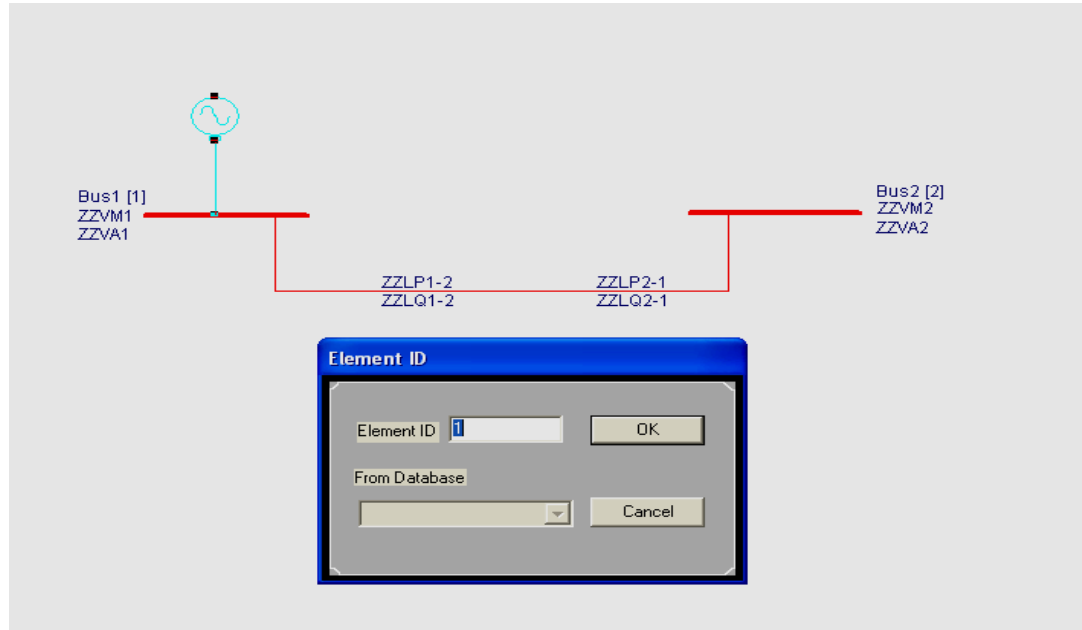 Bus1 [1]
ZZVM1
ZZVA1
Bus2 [2]
ZZVM2
ZZVA2
ZZLP1-2
ZZLQ1-2
ZZLP2-1
ZZLQ2-1
Element ID
Element ID 1 OK
From Database
Cancel